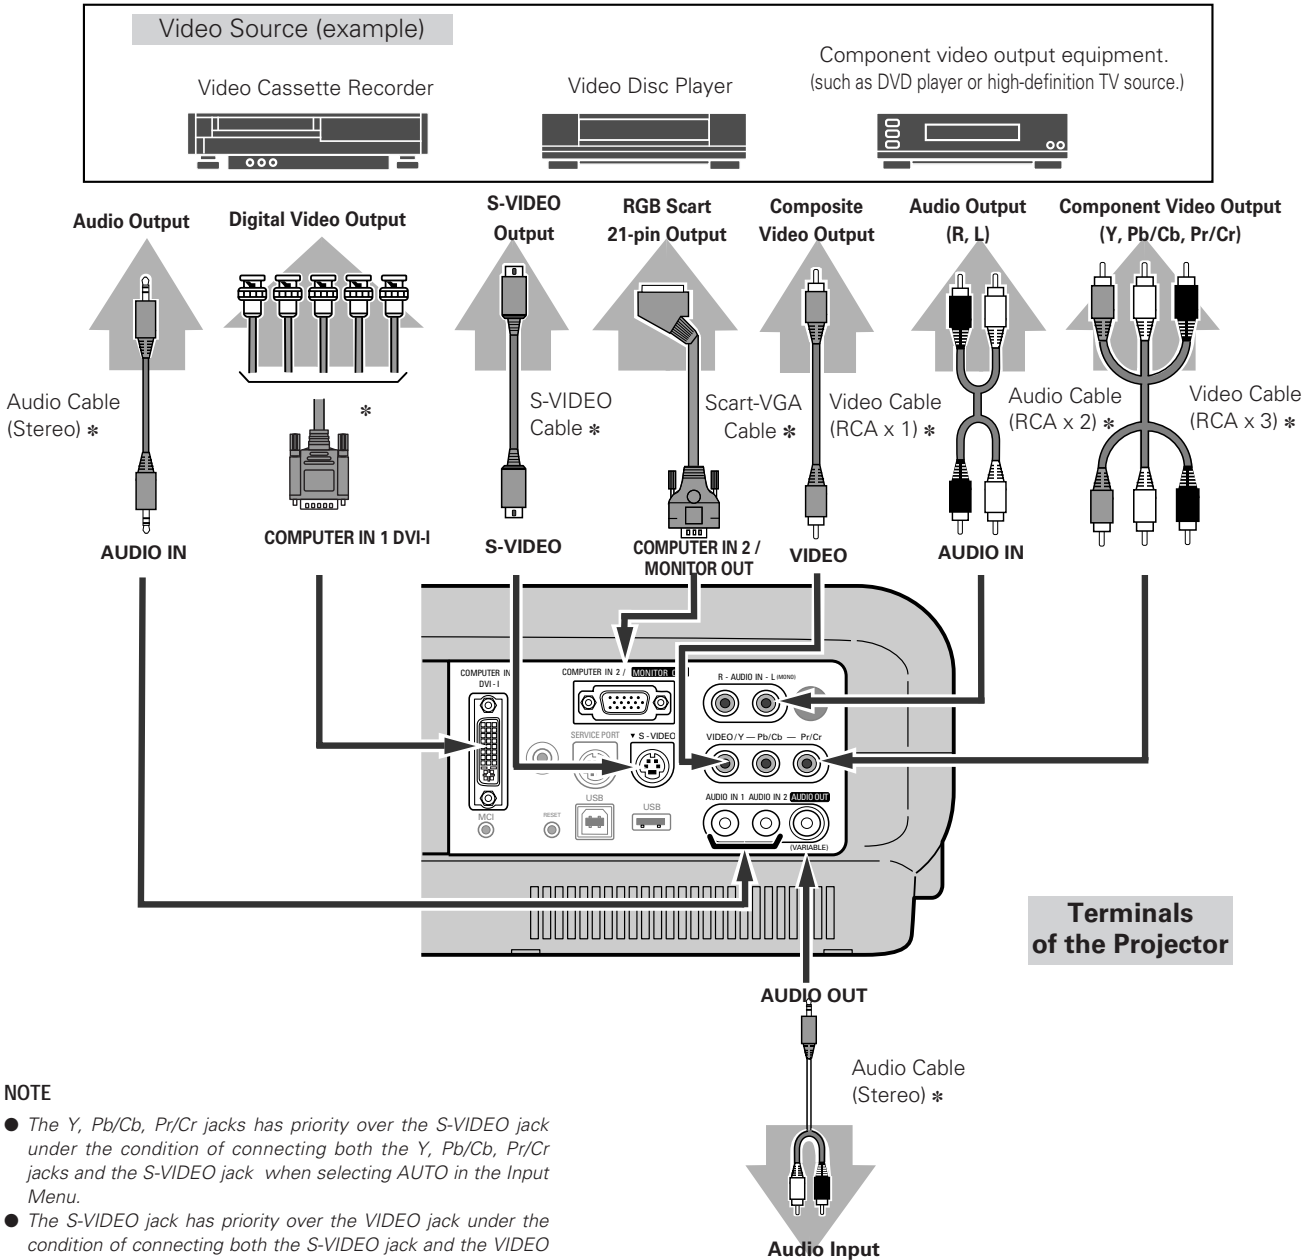 Video Source (example)
Video Cassette Recorder
Video Disc Player
Component video output equipment.
(such as DVD player or high-definition TV source.)
Audio Output
Digital Video Output
S-VIDEO
Output
RGB Scart
21-pin Output
Composite
Video Output
Audio Output
(R, L)
Component Video Output
(Y, Pb/Cb, Pr/Cr)
Audio Cable
(Stereo) ✱
✱
S-VIDEO
Cable ✱
Scart-VGA
Cable ✱
Video Cable
(RCA x 1) ✱
Audio Cable
(RCA x 2) ✱
Video Cable
(RCA x 3) ✱
AUDIO IN
COMPUTER IN 1 DVI-I
S-VIDEO
COMPUTER IN 2 /
MONITOR OUT
VIDEO
AUDIO IN
COMPUTER IN
DVI - I
COMPUTER IN 2 / MONITOR
R - AUDIO IN - L (MONO)
SERVICE PORT
▼ S - VIDEO
VIDEO/Y — Pb/Cb — Pr/Cr
USB
USB
AUDIO IN 1 AUDIO IN 2 AUDIO OUT
MCI
RESET
(VARIABLE)
Terminals
of the Projector
AUDIO OUT
Audio Cable
(Stereo) ✱
Audio Input
NOTE
● The Y, Pb/Cb, Pr/Cr jacks has priority over the S-VIDEO jack
under the condition of connecting both the Y, Pb/Cb, Pr/Cr
jacks and the S-VIDEO jack when selecting AUTO in the Input
Menu.
● The S-VIDEO jack has priority over the VIDEO jack under the
condition of connecting both the S-VIDEO jack and the VIDEO